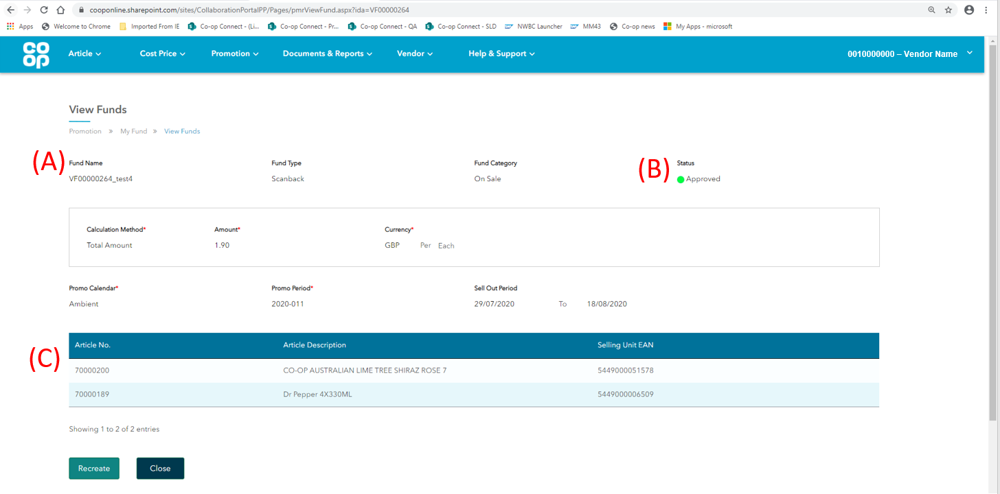 cooponline.sharepoint.com/sites/CollaborationPortalPP/Pages/pmrViewFund.aspx?ida=VF00000264
Apps Welcome to Chrome Imported From IE Co-op Connect - (Li... Co-op Connect - Pr... Co-op Connect - QA Co-op Connect - SLD NWBC Launcher MM43 Co-op news My Apps - microsoft
co op Article Cost Price Promotion Documents & Reports Vendor Help & Support 0010000000 – Vendor Name
View Funds
Promotion » My Fund » View Funds
(A) Fund Name Fund Type Fund Category (B) Status
VF00000264_test4 Scanback On Sale Approved
Calculation Method* Amount* Currency*
Total Amount 1.90 GBP Per Each
Promo Calendar* Promo Period* Sell Out Period
Ambient 2020-011 29/07/2020 To 18/08/2020
(C) Article No. Article Description Selling Unit EAN
70000200 CO-OP AUSTRALIAN LIME TREE SHIRAZ ROSE 7 5449000051578
70000189 Dr Pepper 4X330ML 5449000006509
Showing 1 to 2 of 2 entries
Recreate Close